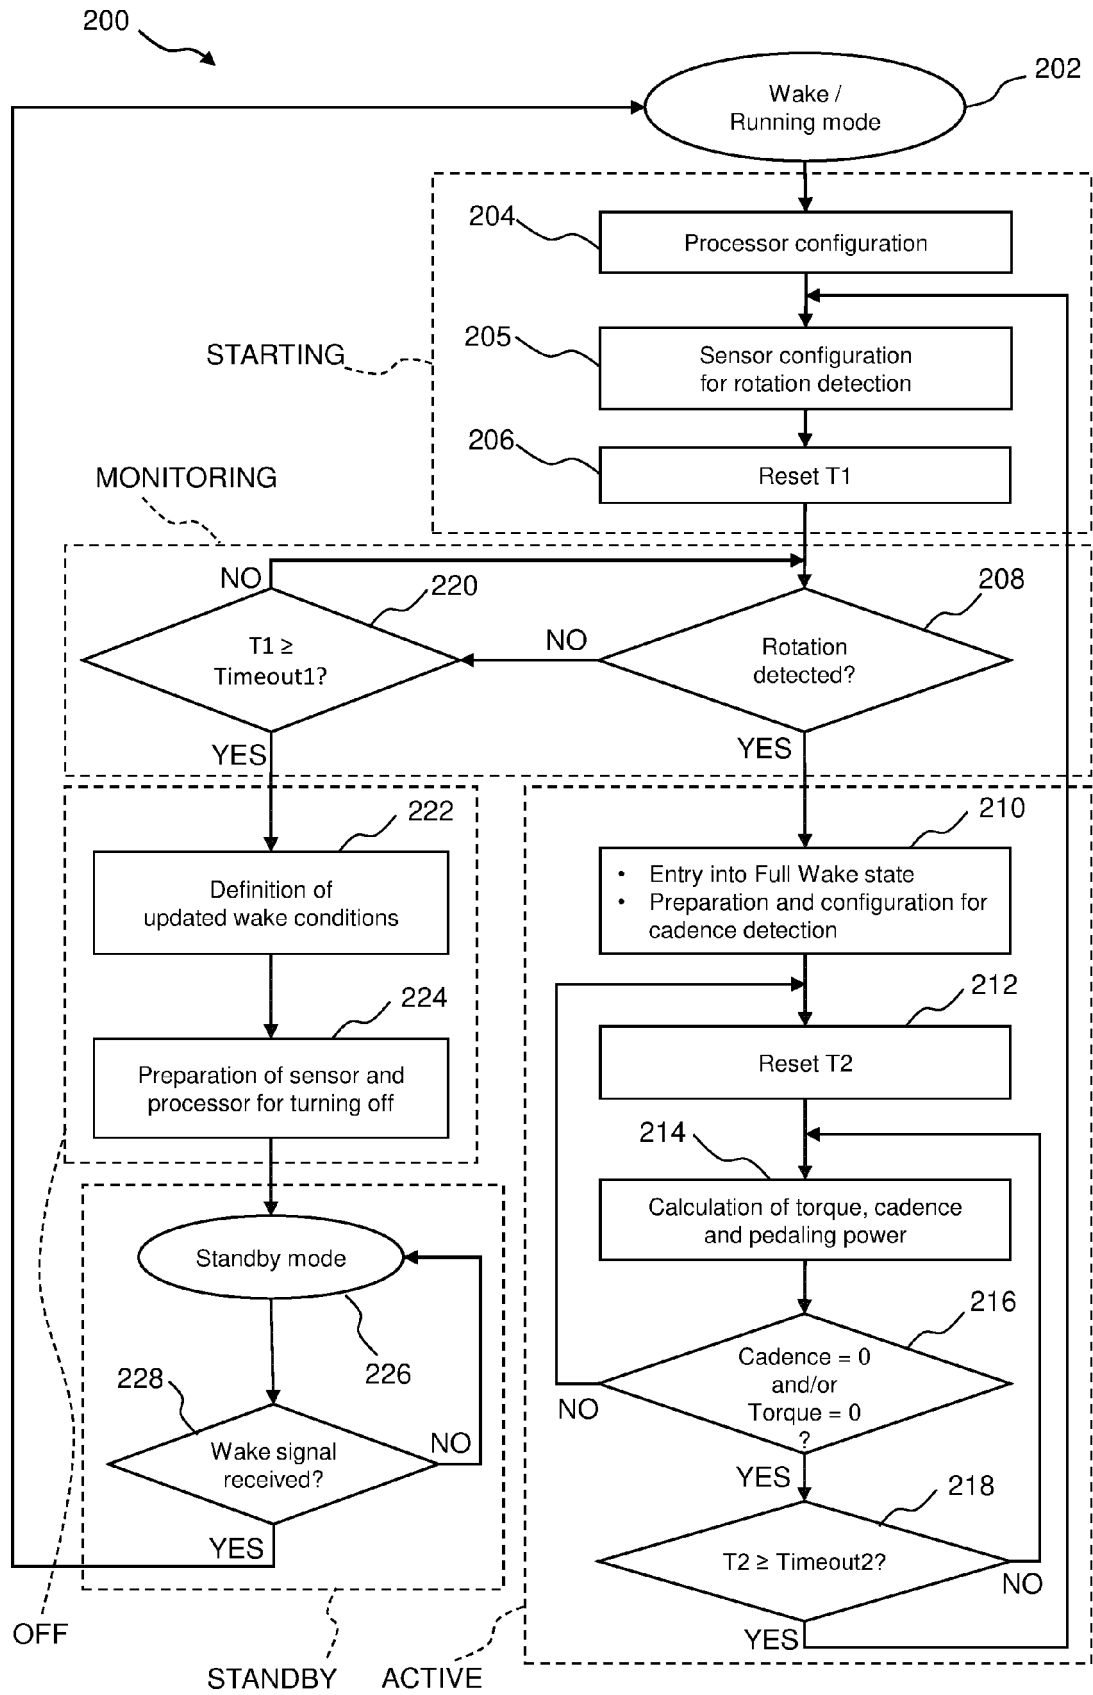 200
202
Wake /
Running mode
204
Processor configuration
205
STARTING
Sensor configuration
for rotation detection
206
Reset T1
MONITORING
NO
220
208
T1 ≥
Timeout1?
NO
Rotation
detected?
YES
YES
222
210
Definition of
updated wake conditions
• Entry into Full Wake state
• Preparation and configuration for
cadence detection
224
212
Preparation of sensor and
processor for turning off
Reset T2
214
Calculation of torque, cadence
and pedaling power
Standby mode
226
216
Cadence = 0
and/or
Torque = 0
?
NO
228
Wake signal
received?
NO
YES
YES
218
T2 ≥ Timeout2?
NO
YES
OFF
STANDBY
ACTIVE